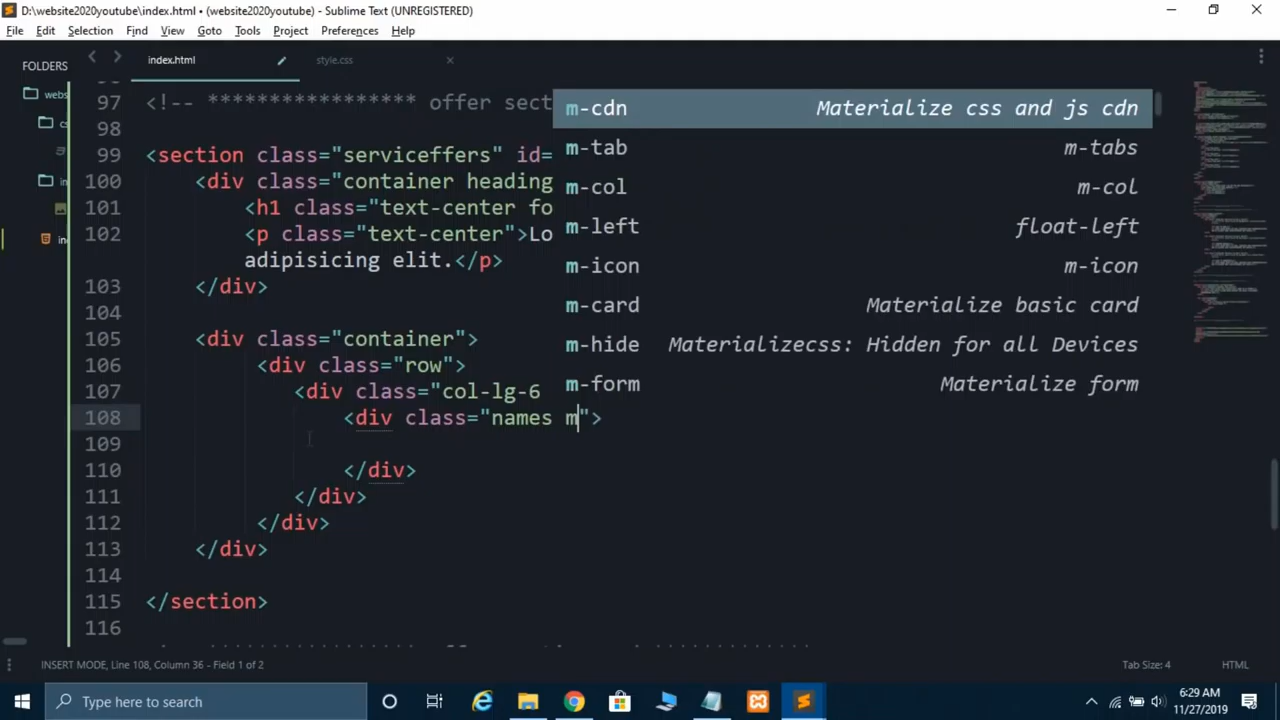 D:\website2020youtube\index.html • (website2020youtube) - Sublime Text (UNREGISTERED)
File Edit Selection Find View Goto Tools Project Preferences Help
FOLDERS
index.html
style.css
97 <!-- ***************** offer sect
98
99 <section class="serviceffers" id=
100 <div class="container heading
101 <h1 class="text-center fo
102 <p class="text-center">Lo
adipisicing elit.</p>
103 </div>
104
105 <div class="container">
106 <div class="row">
107 <div class="col-lg-6
108 <div class="names m">
109
110 </div>
111 </div>
112 </div>
113 </div>
114
115 </section>
116
m-cdn Materialize css and js cdn
m-tab m-tabs
m-col m-col
m-left float-left
m-icon m-icon
m-card Materialize basic card
m-hide Materializecss: Hidden for all Devices
m-form Materialize form
webs
in
INSERT MODE, Line 108, Column 36 - Field 1 of 2
Tab Size: 4
HTML
Type here to search
6:29 AM
11/27/2019